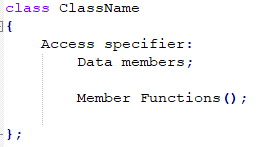 class ClassName
{
    Access specifier:
        Data members;

        Member Functions();

};